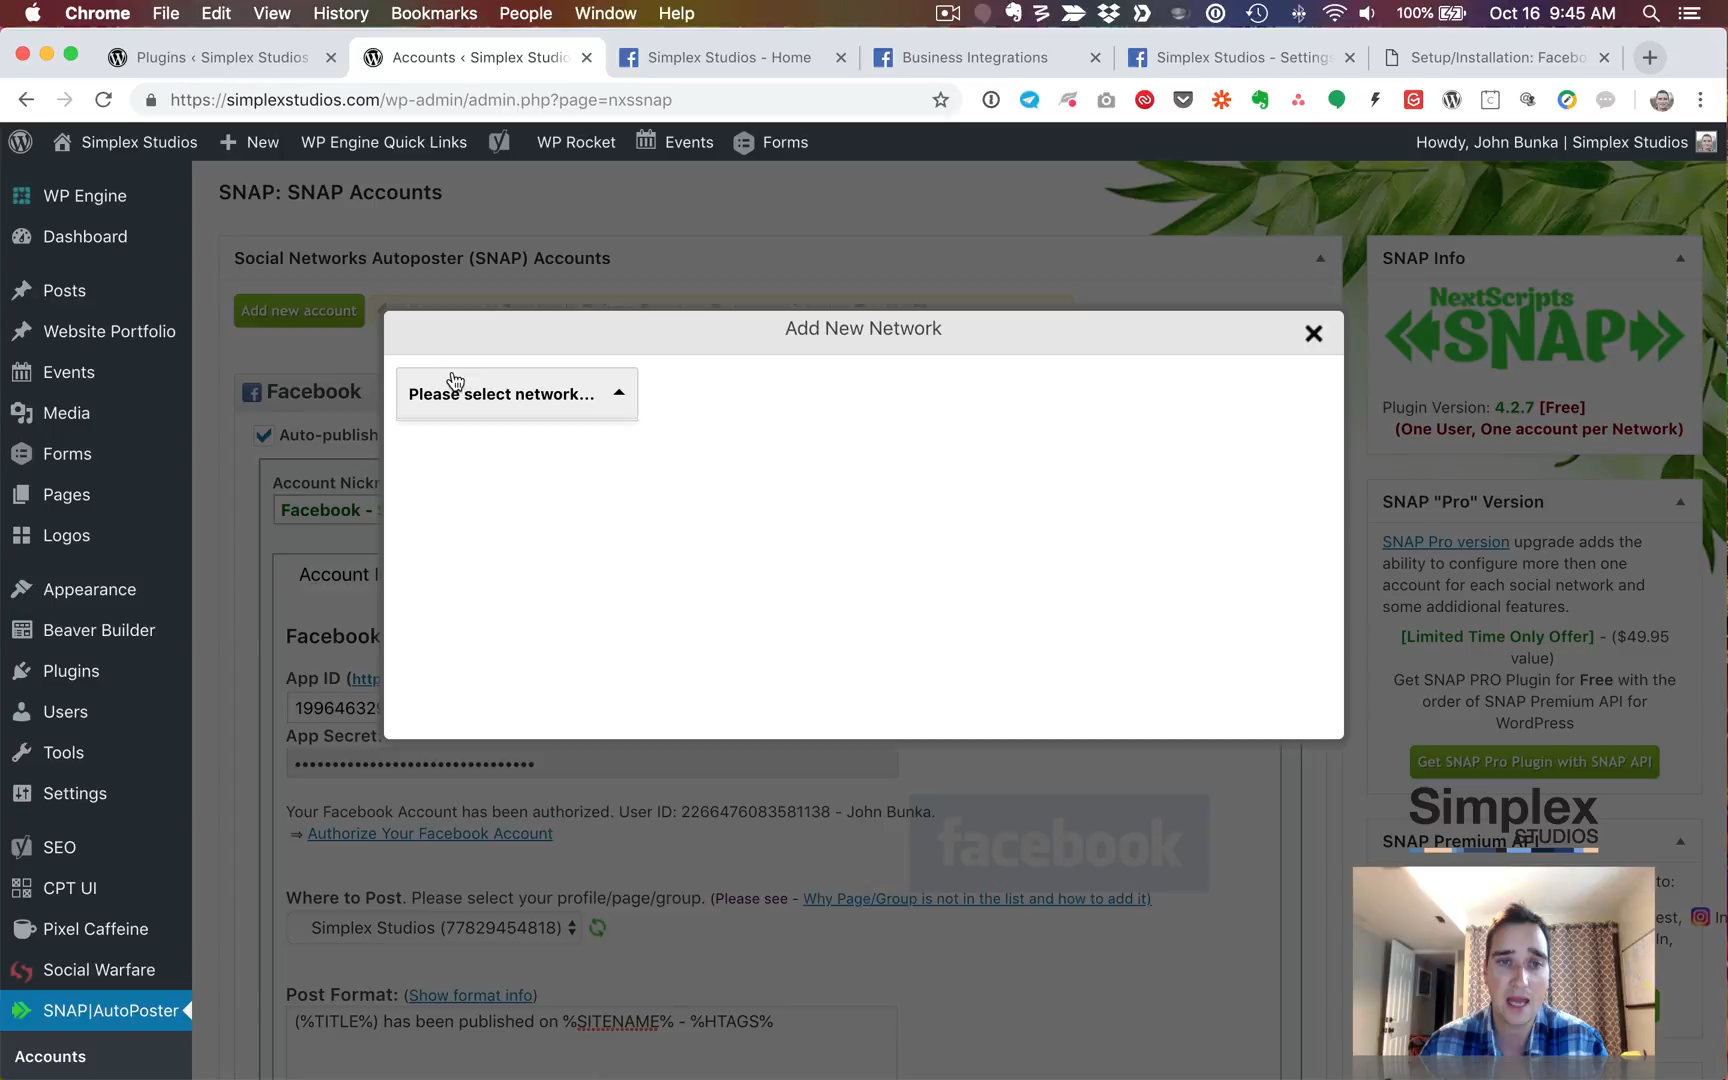 Chrome File Edit View History Bookmarks People Window Help 100% Oct 16 9:45 AM
Plugins ‹ Simplex Studios
Accounts ‹ Simplex Studio
Simplex Studios - Home
Business Integrations
Simplex Studios - Settings
Setup/Installation: Facebo
https://simplexstudios.com/wp-admin/admin.php?page=nxssnap
Simplex Studios New WP Engine Quick Links WP Rocket Events Forms Howdy, John Bunka | Simplex Studios
WP Engine
Dashboard
Posts
Website Portfolio
Events
Media
Forms
Pages
Logos
Appearance
Beaver Builder
Plugins
Users
Tools
Settings
SEO
CPT UI
Pixel Caffeine
Social Warfare
SNAP|AutoPoster
Accounts
SNAP: SNAP Accounts
Social Networks Autoposter (SNAP) Accounts
Add new account
Add New Network
Please select network...
Facebook
Auto-publish
Account Nick
Facebook -
Account
Facebook
App ID (http
19964632
App Secret.
Your Facebook Account has been authorized. User ID: 2266476083581138 - John Bunka.
⇒ Authorize Your Facebook Account
facebook
Where to Post. Please select your profile/page/group. (Please see - Why Page/Group is not in the list and how to add it)
Simplex Studios (77829454818)
Post Format: (Show format info)
(%TITLE%) has been published on %SITENAME% - %HTAGS%
SNAP Info
NextScripts
SNAP
Plugin Version: 4.2.7 [Free]
(One User, One account per Network)
SNAP "Pro" Version
SNAP Pro version upgrade adds the
ability to configure more then one
account for each social network and
some addidional features.
[Limited Time Only Offer] - ($49.95
value)
Get SNAP PRO Plugin for Free with the
order of SNAP Premium API for
WordPress
Get SNAP Pro Plugin with SNAP API
Simplex
STUDIOS
SNAP Premium API
to:
est, In
In,